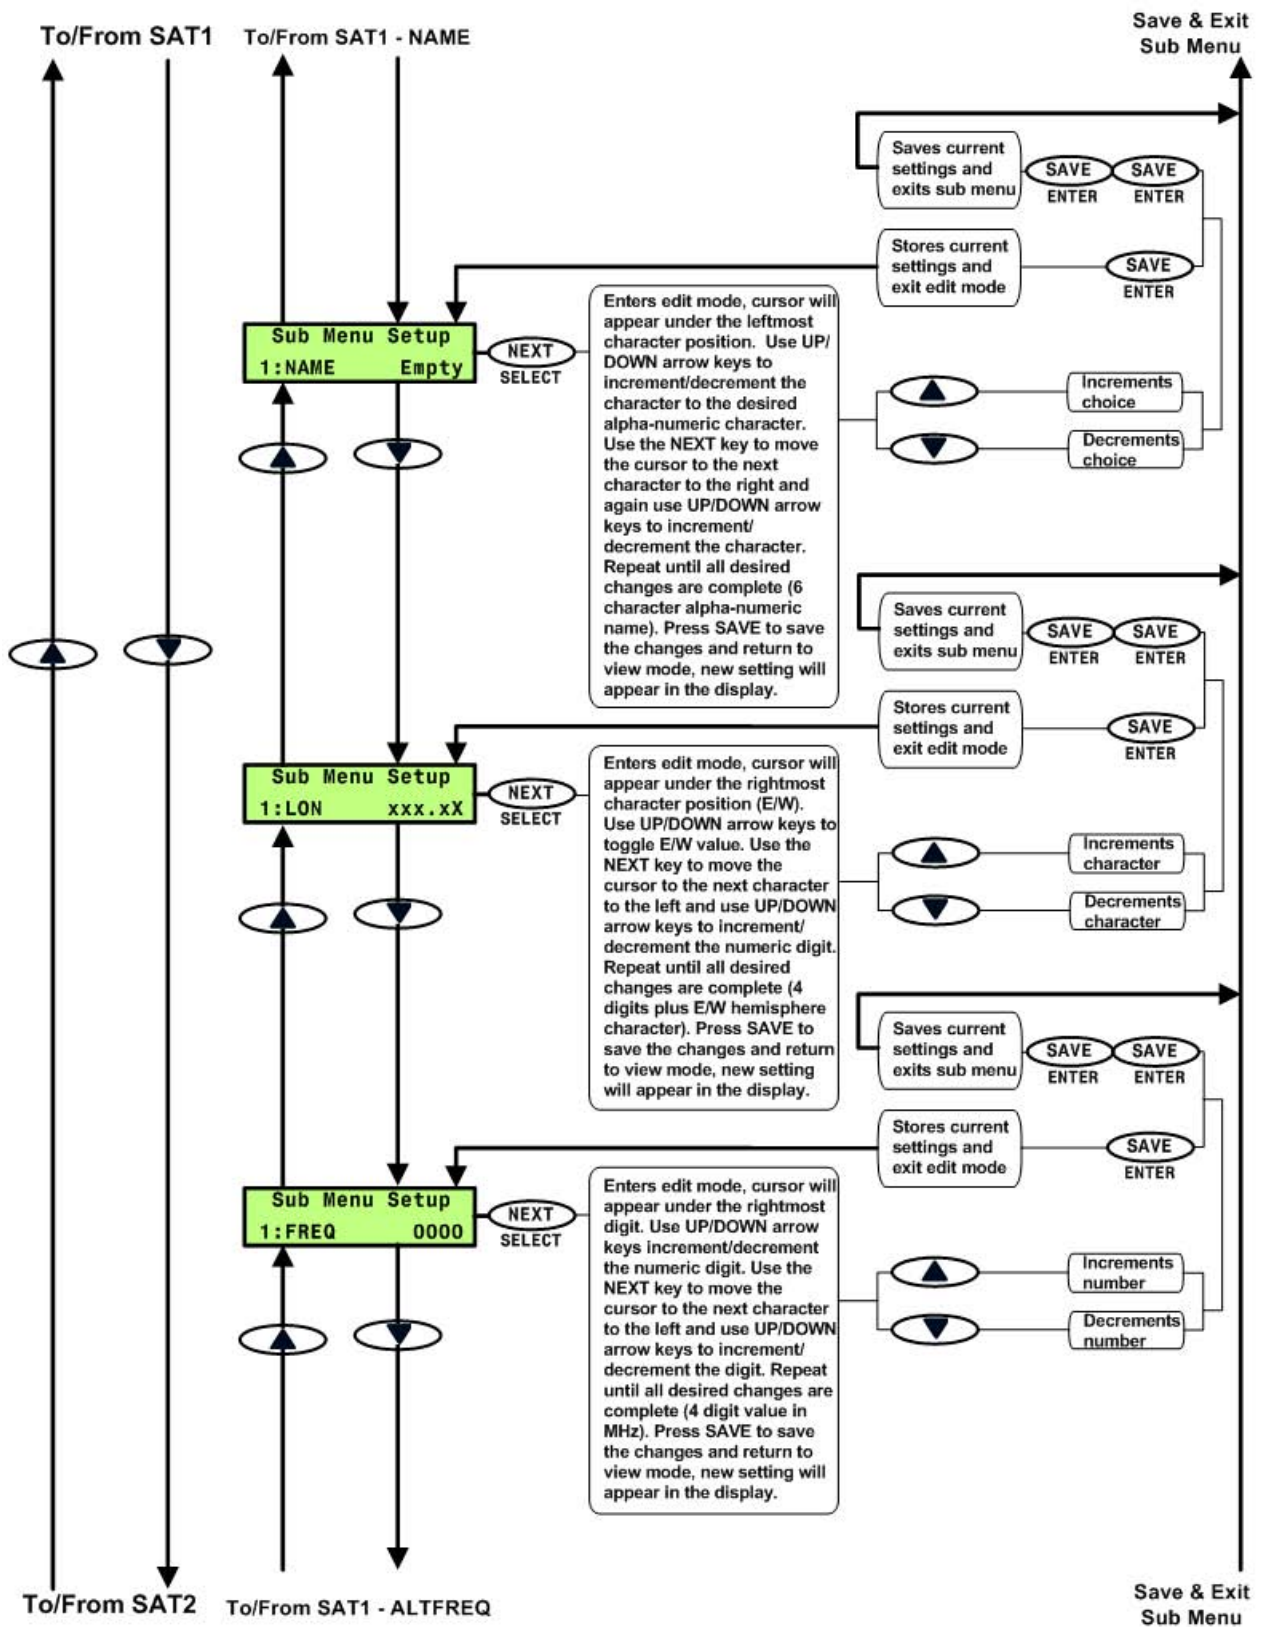 To/From SAT1
To/From SAT1 - NAME
Save & Exit
Sub Menu
Saves current
settings and
exits sub menu
SAVE
ENTER
SAVE
ENTER
Stores current
settings and
exit edit mode
SAVE
ENTER
Sub Menu Setup
1:NAME Empty
NEXT
SELECT
Enters edit mode, cursor will
appear under the leftmost
character position. Use UP/
DOWN arrow keys to
increment/decrement the
character to the desired
alpha-numeric character.
Use the NEXT key to move
the cursor to the next
character to the right and
again use UP/DOWN arrow
keys to increment/
decrement the character.
Repeat until all desired
changes are complete (6
character alpha-numeric
name). Press SAVE to save
the changes and return to
view mode, new setting will
appear in the display.
Increments
choice
Decrements
choice
Saves current
settings and
exits sub menu
SAVE
ENTER
SAVE
ENTER
Stores current
settings and
exit edit mode
SAVE
ENTER
Sub Menu Setup
1:LON xxx.xX
NEXT
SELECT
Enters edit mode, cursor will
appear under the rightmost
character position (E/W).
Use UP/DOWN arrow keys to
toggle E/W value. Use the
NEXT key to move the
cursor to the next character
to the left and use UP/DOWN
arrow keys to increment/
decrement the numeric digit.
Repeat until all desired
changes are complete (4
digits plus E/W hemisphere
character). Press SAVE to
save the changes and return
to view mode, new setting
will appear in the display.
Increments
character
Decrements
character
Saves current
settings and
exits sub menu
SAVE
ENTER
SAVE
ENTER
Stores current
settings and
exit edit mode
SAVE
ENTER
Sub Menu Setup
1:FREQ 0000
NEXT
SELECT
Enters edit mode, cursor will
appear under the rightmost
digit. Use UP/DOWN arrow
keys increment/decrement
the numeric digit. Use the
NEXT key to move the
cursor to the next character
to the left and use UP/DOWN
arrow keys to increment/
decrement the digit. Repeat
until all desired changes are
complete (4 digit value in
MHz). Press SAVE to save
the changes and return to
view mode, new setting will
appear in the display.
Increments
number
Decrements
number
To/From SAT2
To/From SAT1 - ALTFREQ
Save & Exit
Sub Menu